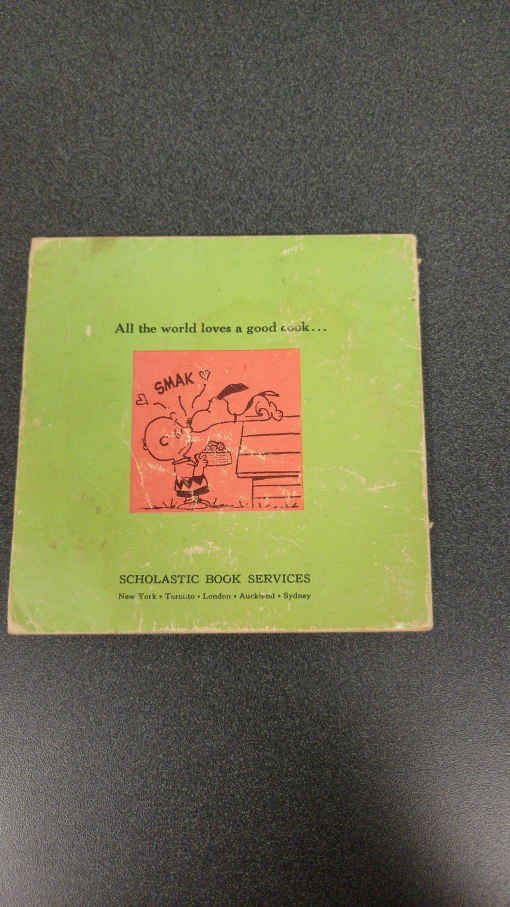 All the world loves a good cook...
SMAK
SCHOLASTIC BOOK SERVICES
New York • Toronto • London • Auckland • Sydney